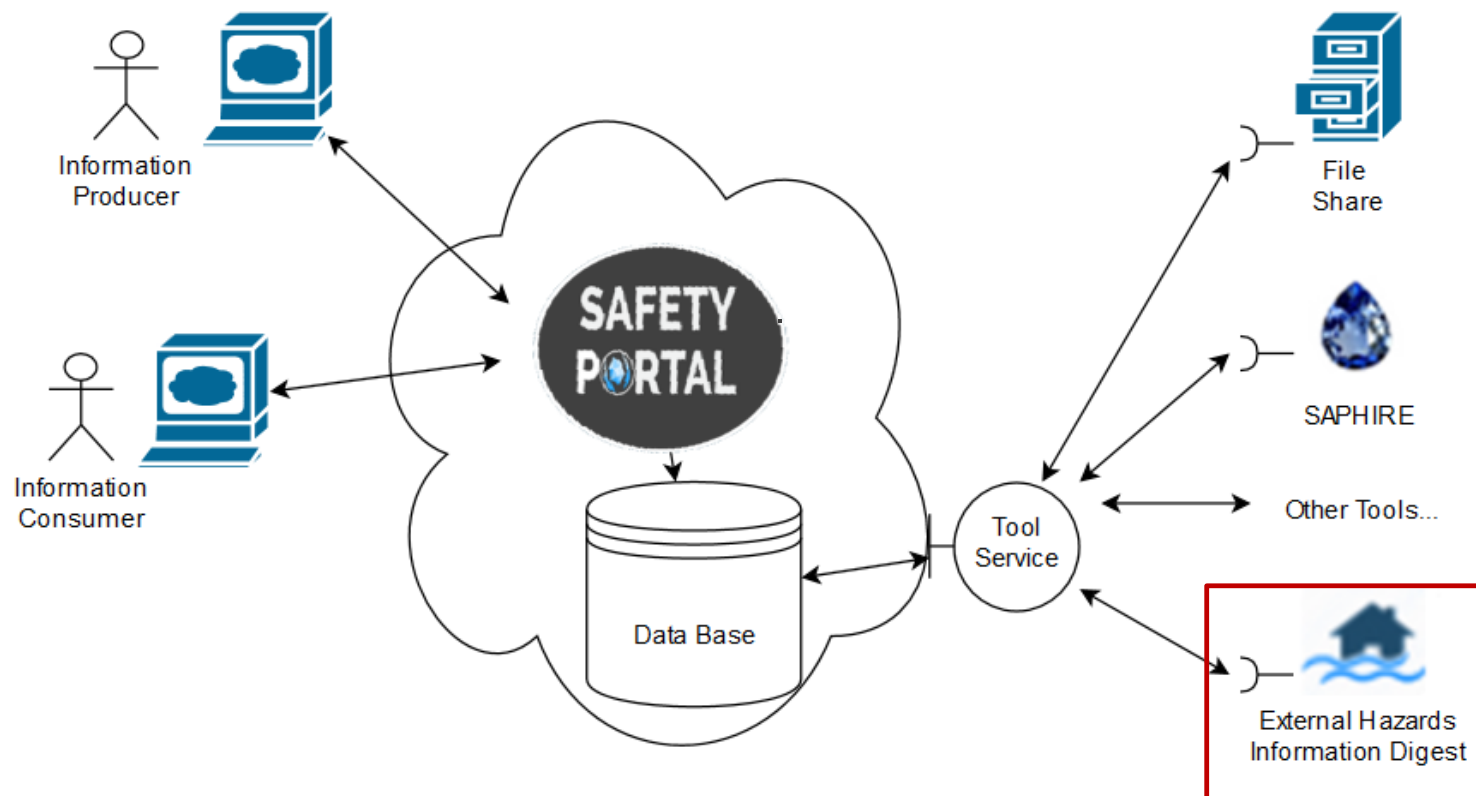 Information
Producer
File
Share
SAFETY
PORTAL
SAPHIRE
Information
Consumer
Tool
Service
Other Tools...
Data Base
External Hazards
Information Digest